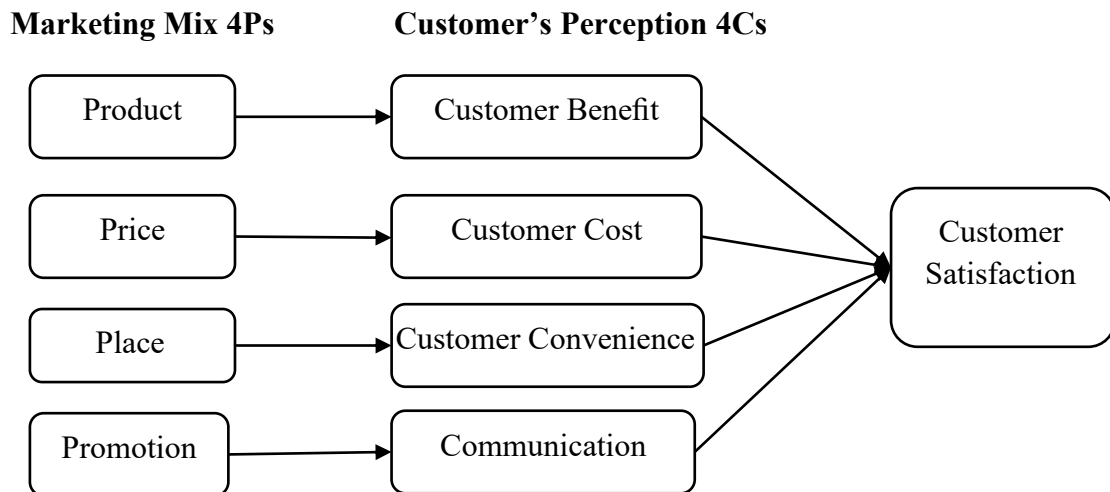 Marketing Mix 4Ps
Customer’s Perception 4Cs
Product
Customer Benefit
Price
Customer Cost
Place
Customer Convenience
Promotion
Communication
Customer
Satisfaction